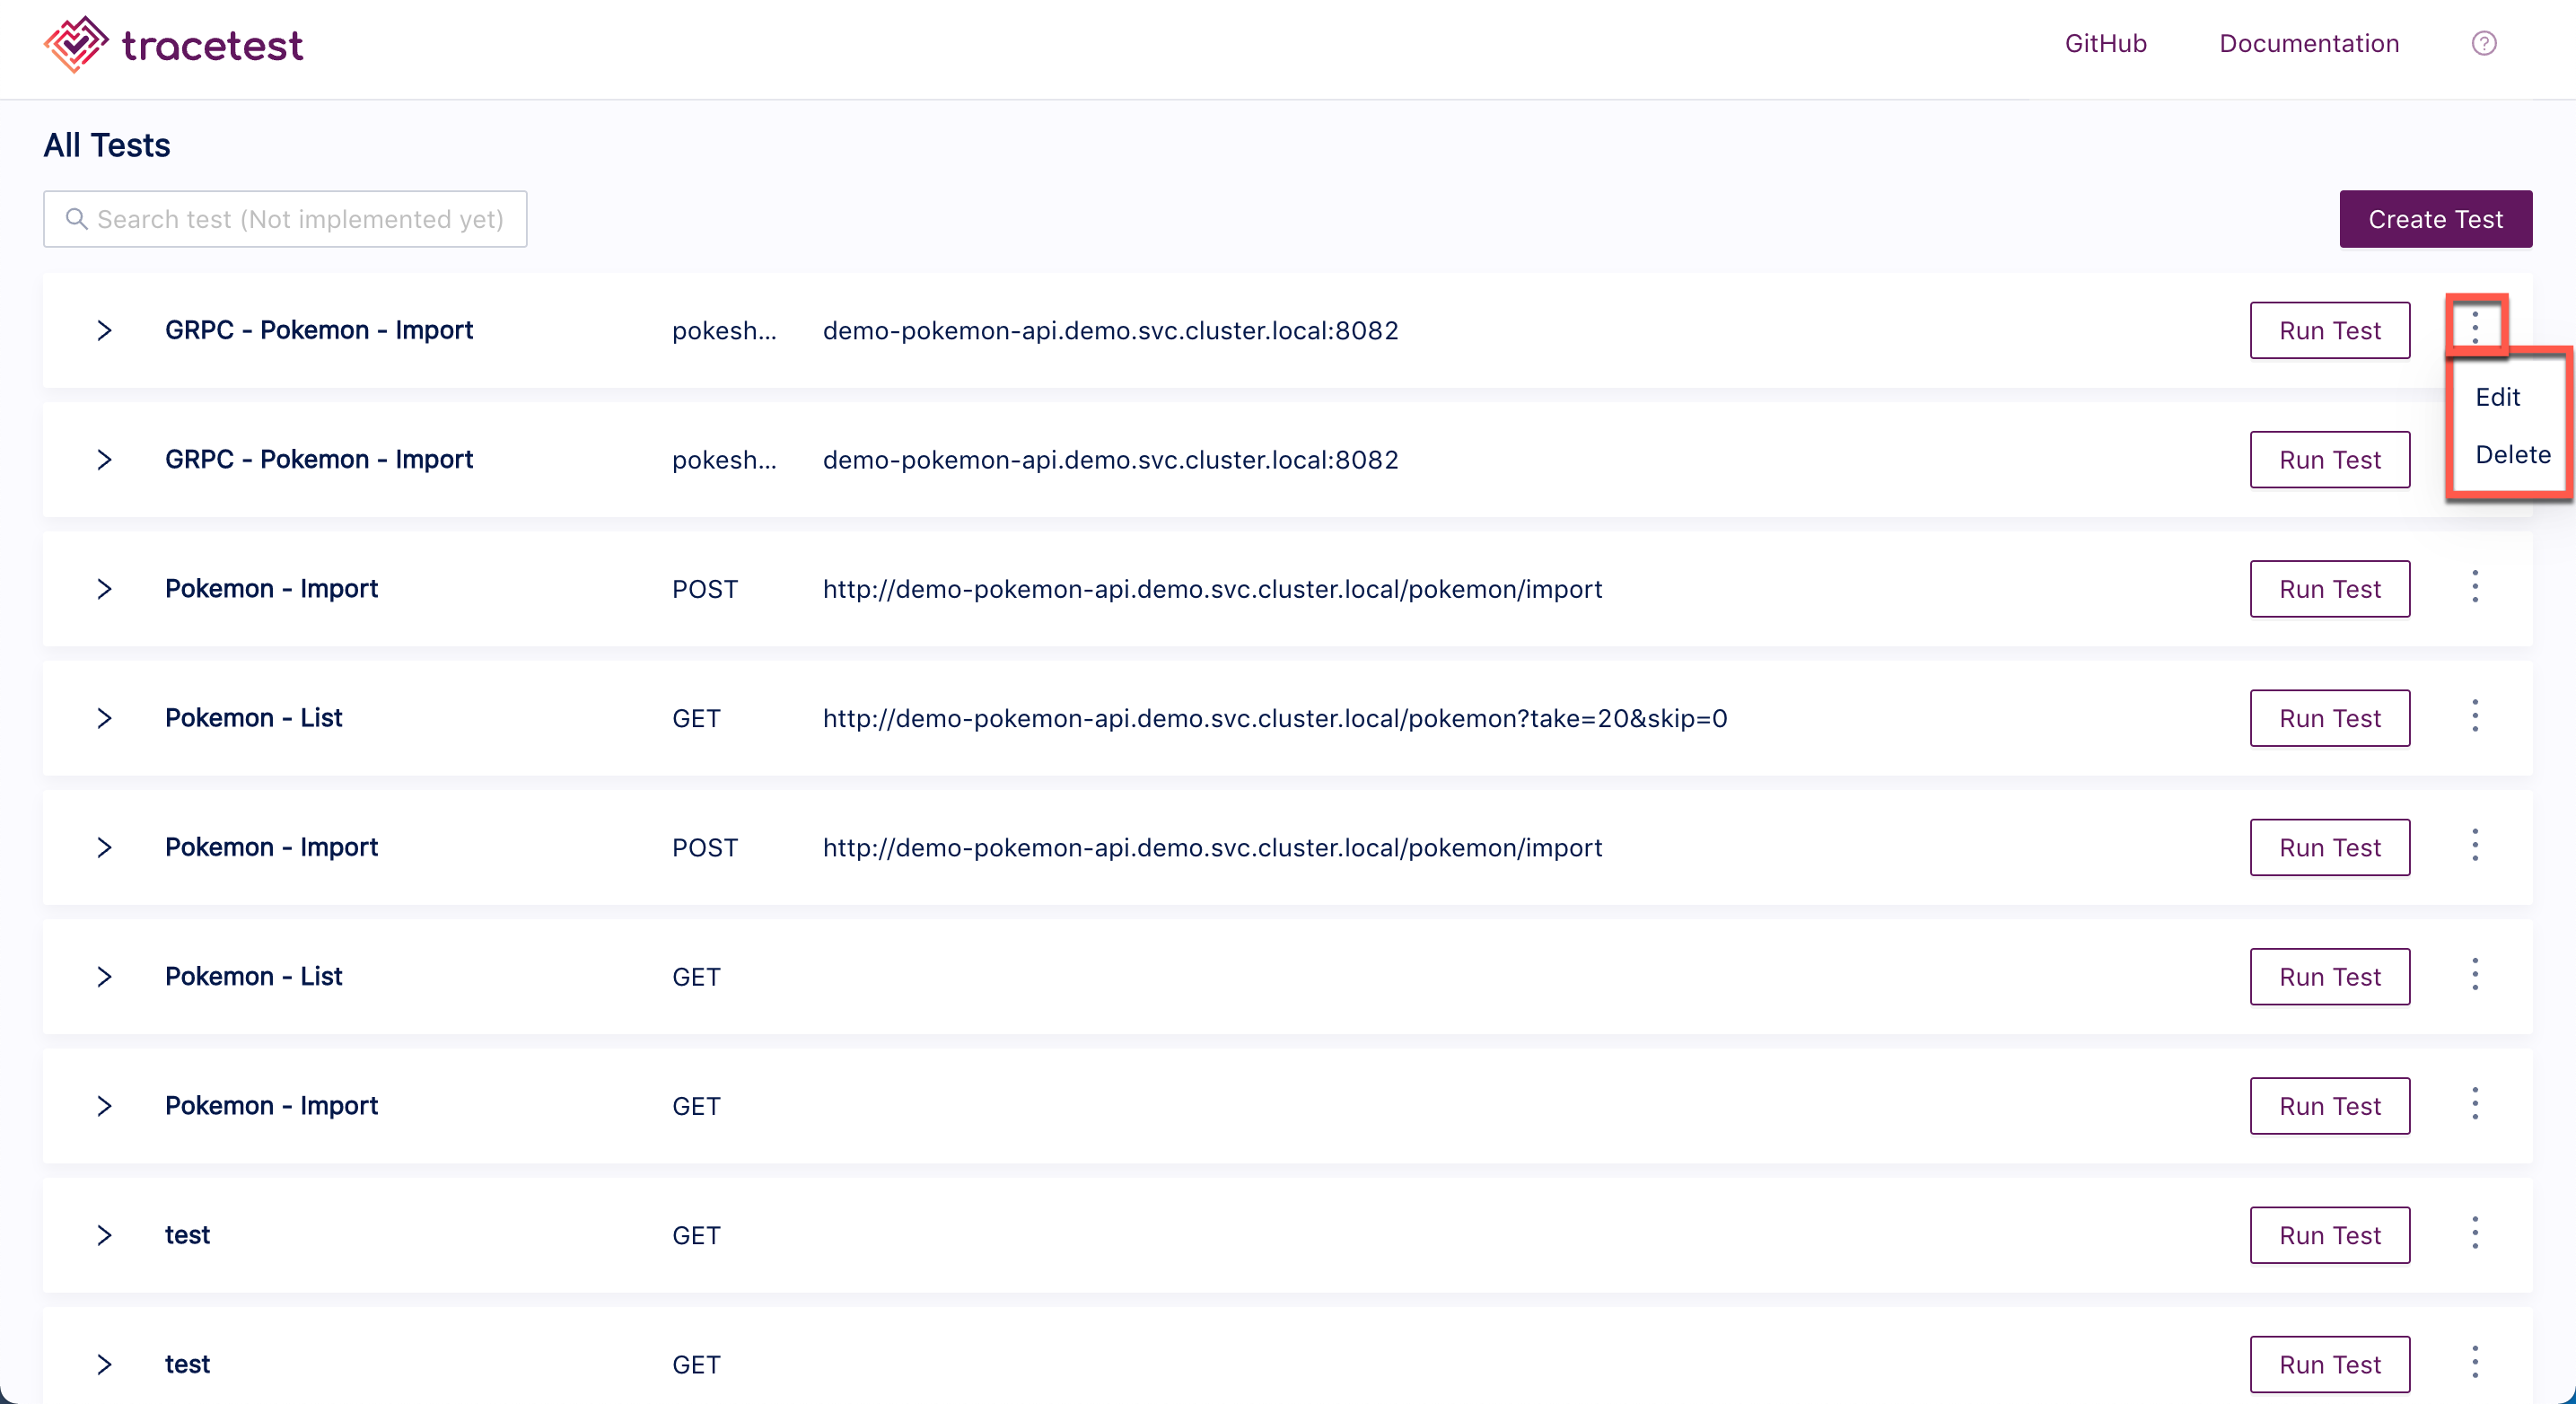 tracetest GitHub Documentation
All Tests
Search test (Not implemented yet) Create Test
GRPC - Pokemon - Import pokesh... demo-pokemon-api.demo.svc.cluster.local:8082 Run Test
Edit
GRPC - Pokemon - Import pokesh... demo-pokemon-api.demo.svc.cluster.local:8082 Run Test
Delete
Pokemon - Import POST http://demo-pokemon-api.demo.svc.cluster.local/pokemon/import Run Test
Pokemon - List GET http://demo-pokemon-api.demo.svc.cluster.local/pokemon?take=20&skip=0 Run Test
Pokemon - Import POST http://demo-pokemon-api.demo.svc.cluster.local/pokemon/import Run Test
Pokemon - List GET Run Test
Pokemon - Import GET Run Test
test GET Run Test
test GET Run Test